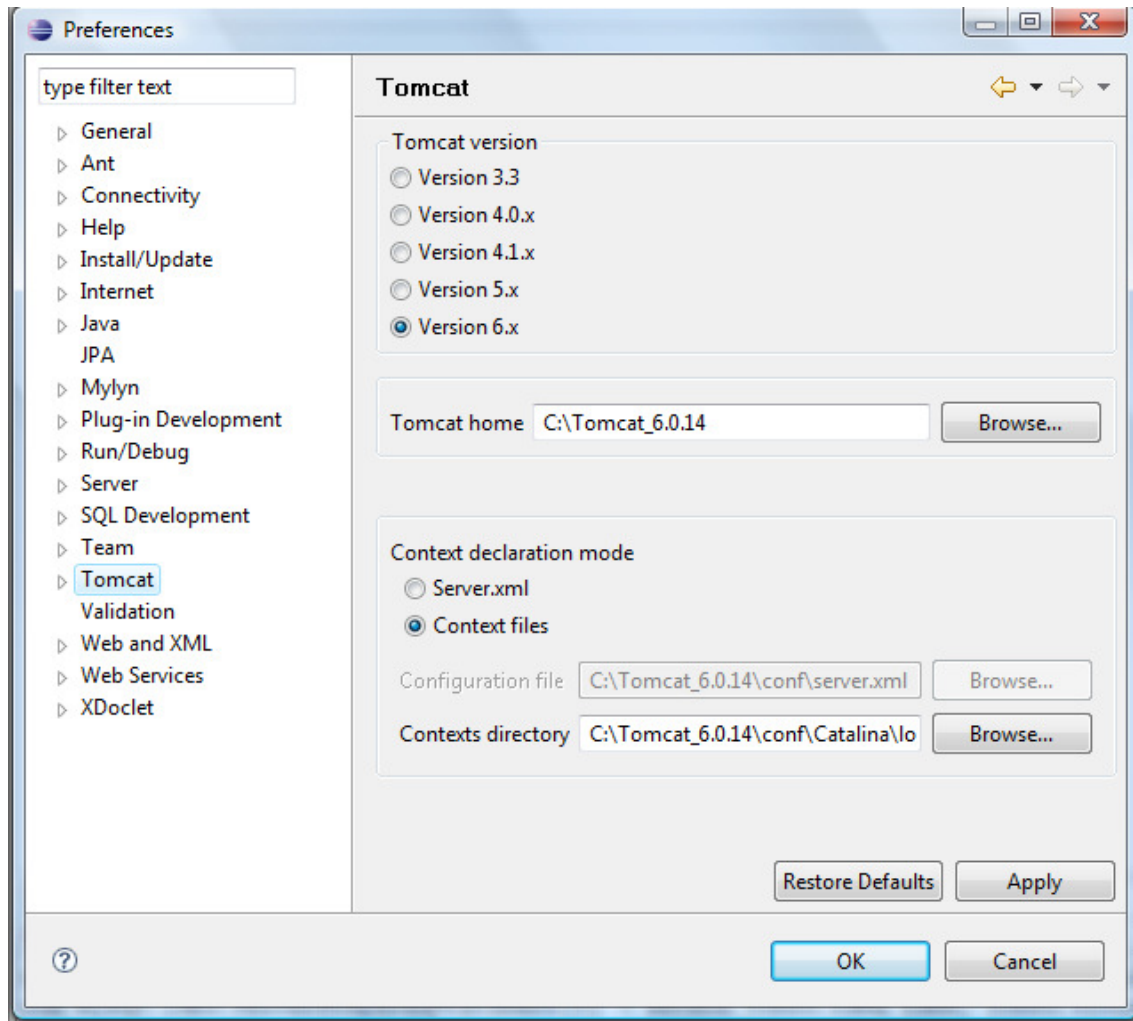 Preferences
type filter text
General
Ant
Connectivity
Help
Install/Update
Internet
Java
JPA
Mylyn
Plug-in Development
Run/Debug
Server
SQL Development
Team
Tomcat
Validation
Web and XML
Web Services
XDoclet
Tomcat
Tomcat version
Version 3.3
Version 4.0.x
Version 4.1.x
Version 5.x
Version 6.x
Tomcat home C:\Tomcat_6.0.14 Browse...
Context declaration mode
Server.xml
Context files
Configuration file C:\Tomcat_6.0.14\conf\server.xml Browse...
Contexts directory C:\Tomcat_6.0.14\conf\Catalina\lo Browse...
Restore Defaults Apply
? OK Cancel